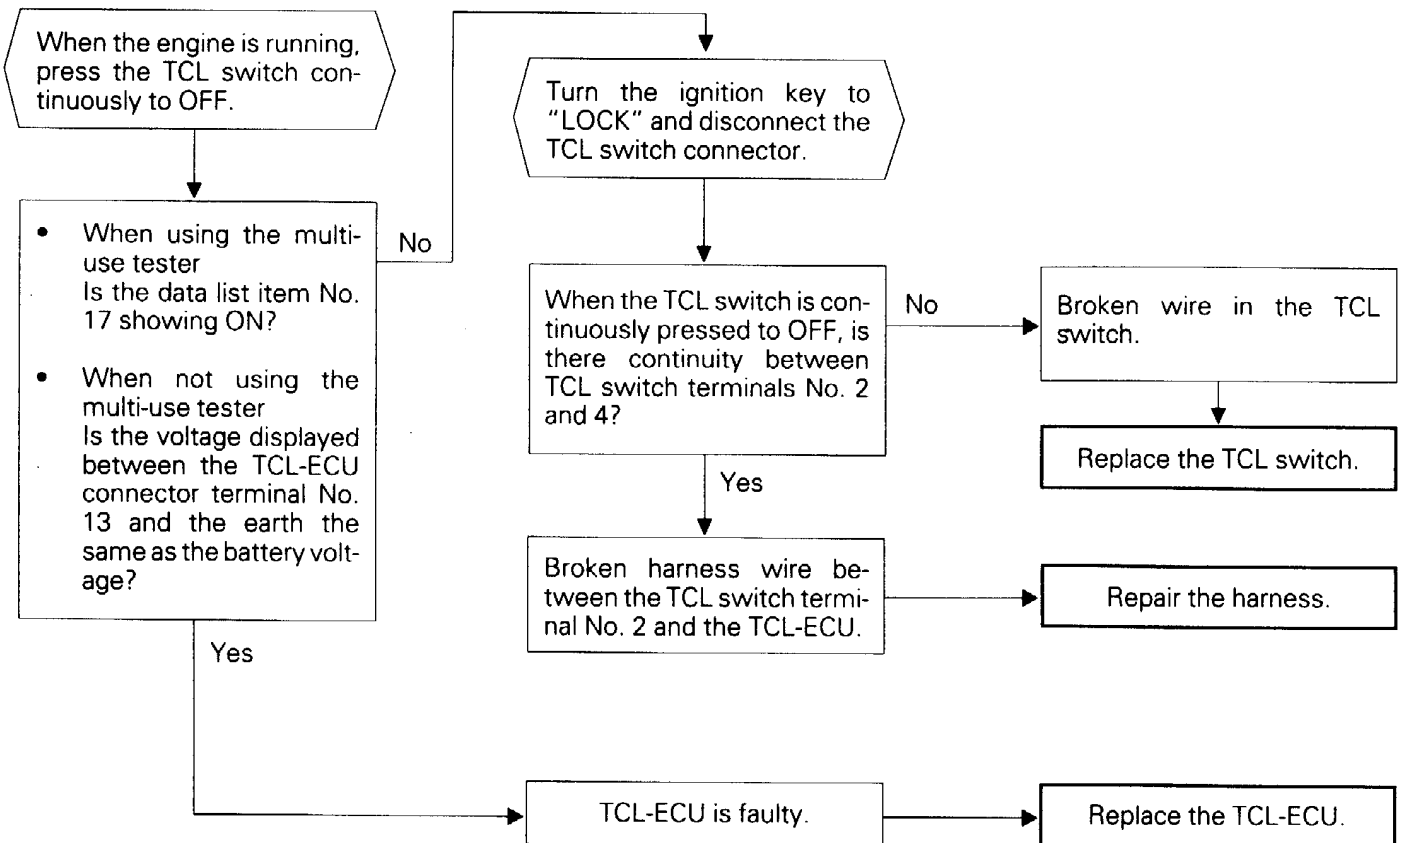 When the engine is running,
press the TCL switch con-
tinuously to OFF.
• When using the multi-
use tester
Is the data list item No.
17 showing ON?
• When not using the
multi-use tester
Is the voltage displayed
between the TCL-ECU
connector terminal No.
13 and the earth the
same as the battery volt-
age?
No
Yes
Turn the ignition key to
"LOCK" and disconnect the
TCL switch connector.
When the TCL switch is con-
tinuously pressed to OFF, is
there continuity between
TCL switch terminals No. 2
and 4?
No
Broken wire in the TCL
switch.
Replace the TCL switch.
Yes
Broken harness wire be-
tween the TCL switch termi-
nal No. 2 and the TCL-ECU.
Repair the harness.
TCL-ECU is faulty.
Replace the TCL-ECU.